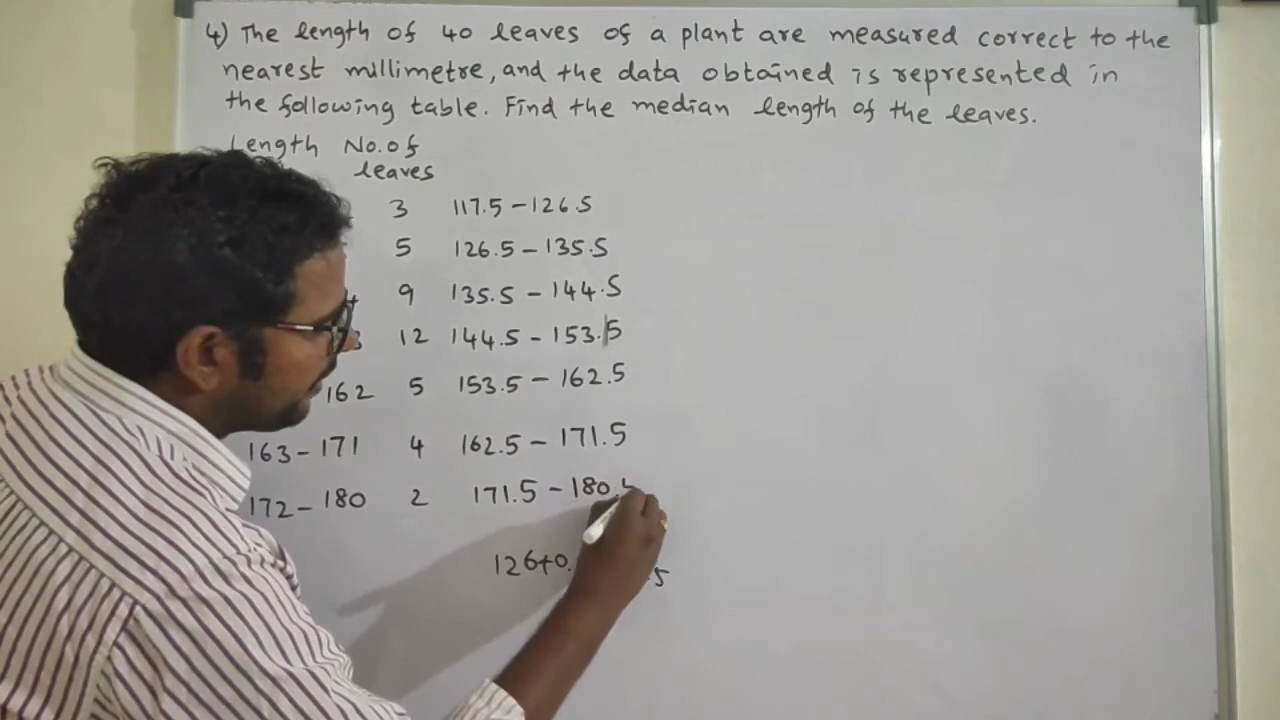 4) The length of 40 leaves of a plant are measured correct to the
nearest millimetre, and the data obtained is represented in
the following table. Find the median length of the leaves.
Length No. of
leaves
3 117.5 - 126.5
5 126.5 - 135.5
9 135.5 - 144.5
12 144.5 - 153.5
162 5 153.5 - 162.5
163 - 171 4 162.5 - 171.5
172 - 180 2 171.5 - 180.5
126+0.